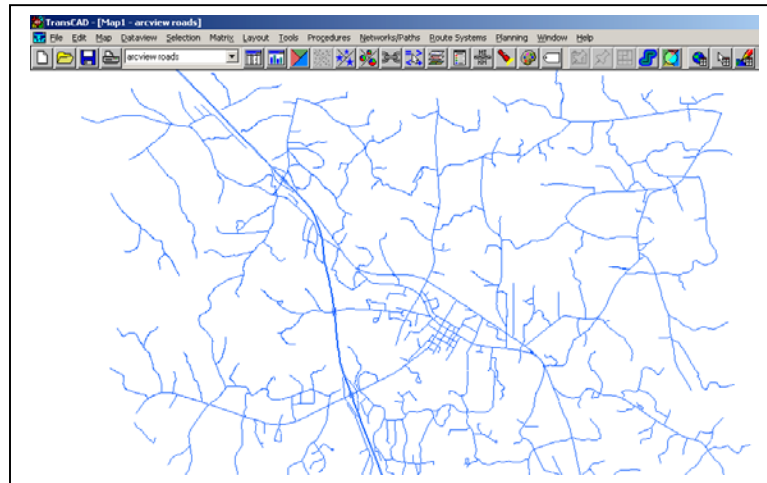 TransCAD - [Map1 - arcview roads]
File Edit Map Dataview Selection Matrix Layout Tools Procedures Networks/Paths Route Systems Planning Window Help
arcview roads